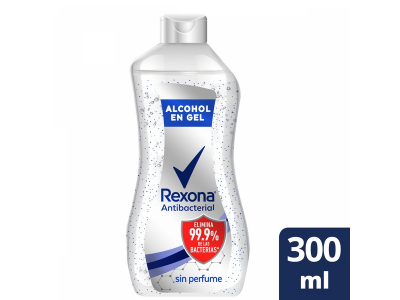 ALCOHOL
EN GEL
Rexona
Antibacterial
ELIMINA
99.9%
DE LAS
BACTERIAS*
sin perfume
300
ml